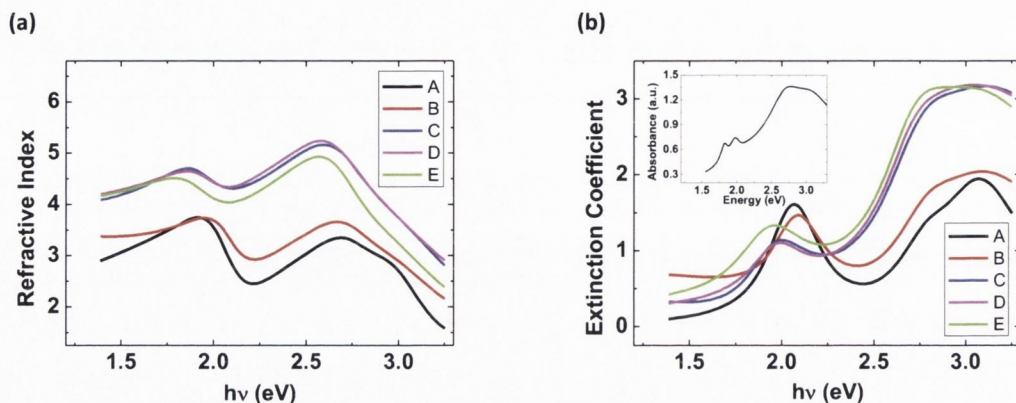 (a)
Refractive Index
6
5
4
3
2
1.5
2.0
2.5
3.0
hν (eV)
A
B
C
D
E
(b)
Extinction Coefficient
3
2
1
0
1.5
2.0
2.5
3.0
hν (eV)
Absorbance (a.u.)
1.5
1.2
0.9
0.6
0.3
1.5
2.0
2.5
3.0
Energy (eV)
A
B
C
D
E